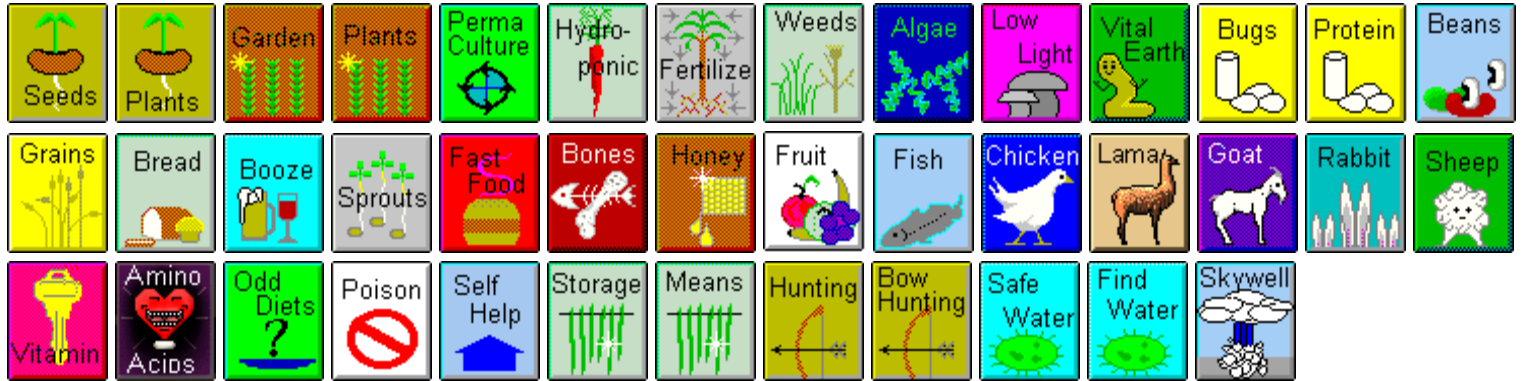 Seeds
Plants
Garden
Plants
Perma
Culture
Hydro-
ponic
Fertilize
Weeds
Algae
Low
Light
Vital
Earth
Bugs
Protein
Beans
Grains
Bread
Booze
Sprouts
Fast
Food
Bones
Honey
Fruit
Fish
Chicken
Lama
Goat
Rabbit
Sheep
Vitamin
Amino
Acids
Odd
Diets
?
Poison
Self
Help
Storage
Means
Hunting
Bow
Hunting
Safe
Water
Find
Water
Skywell